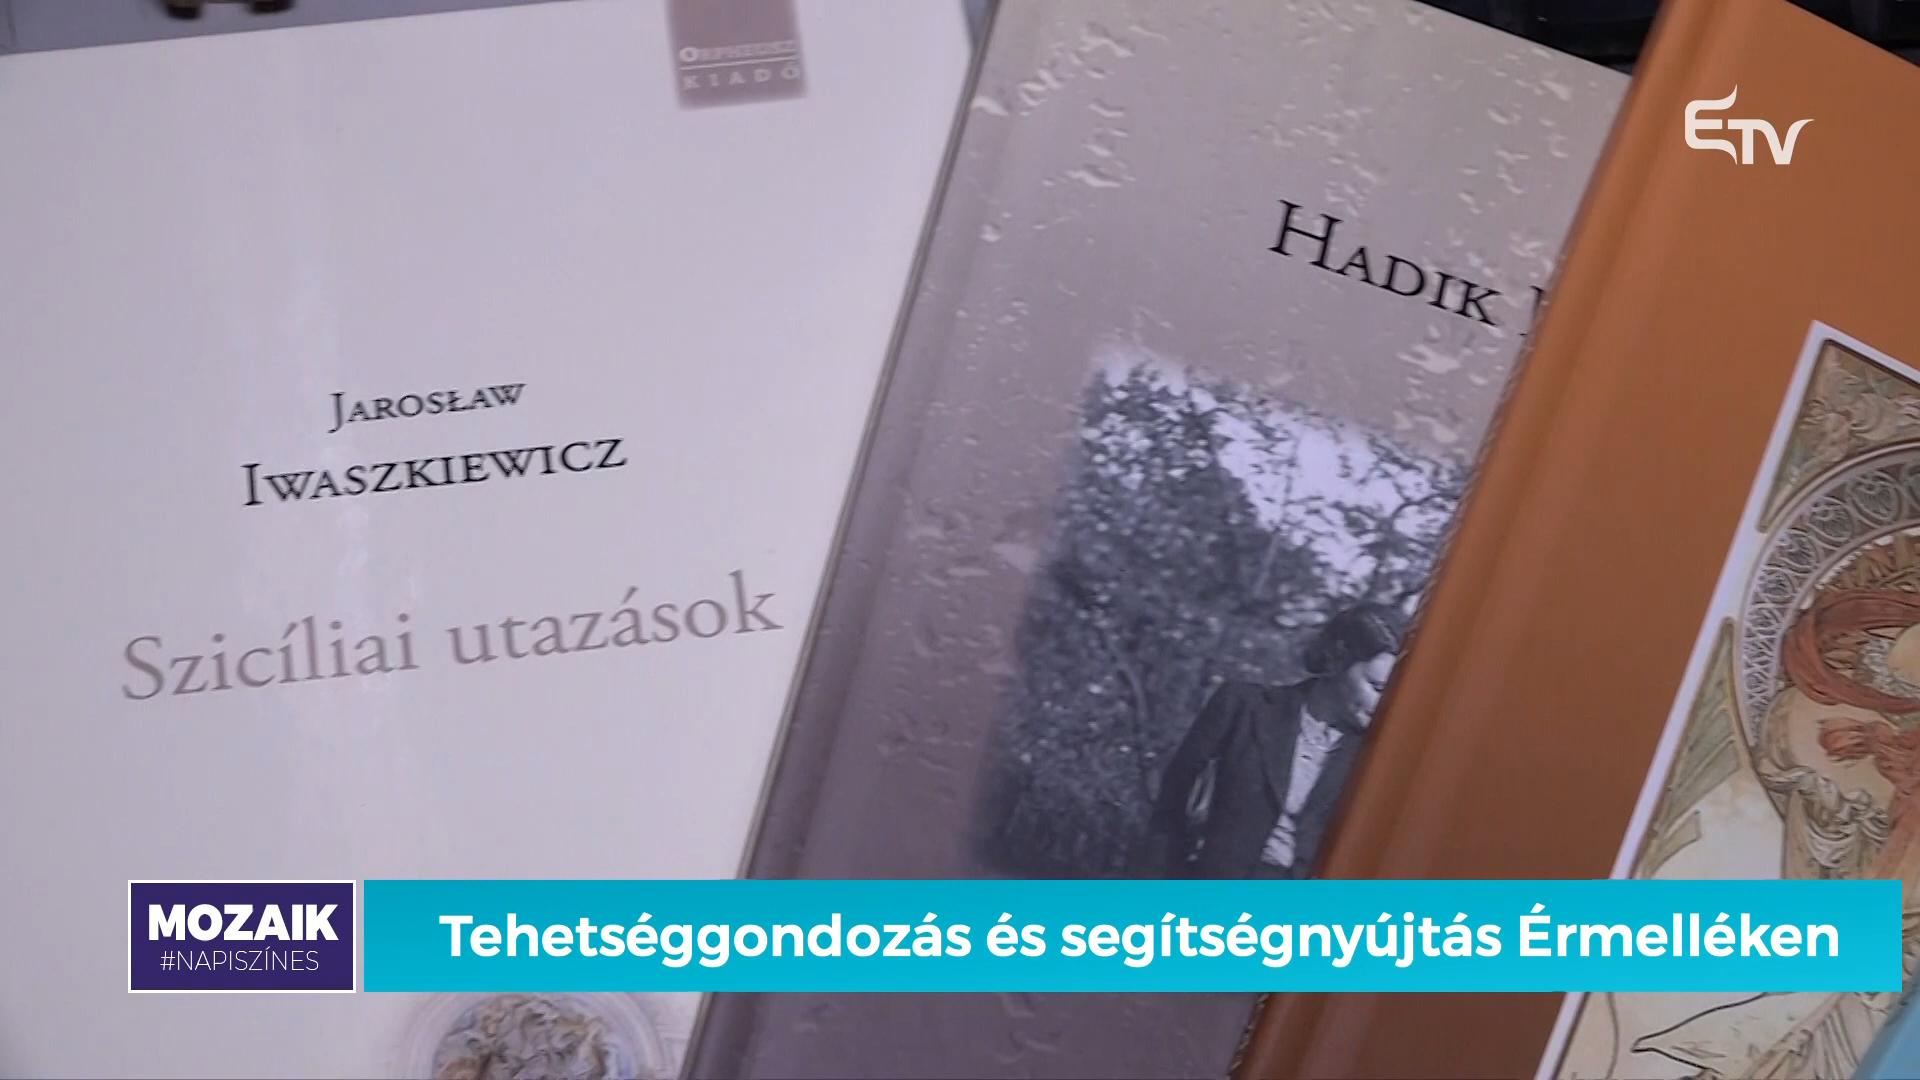 ORPHEUSZ
KIADÓ
ETV
HADIK
JAROSŁAW
IWASZKIEWICZ
Szicíliai utazások
MOZAIK
#NAPISZÍNES
Tehetséggondozás és segítségnyújtás Érmelléken